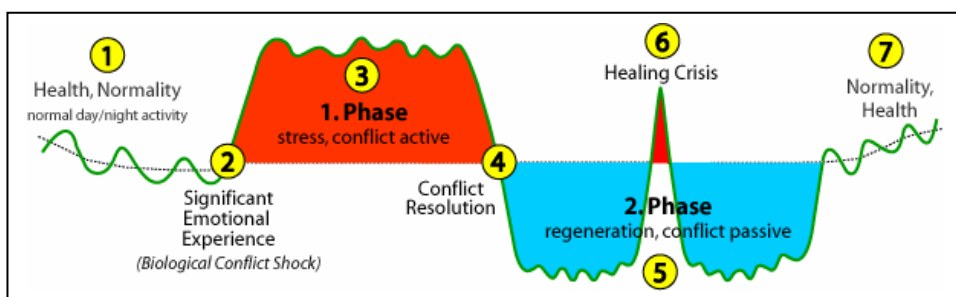 1
Health, Normality
normal day/night activity
2
Significant
Emotional
Experience
(Biological Conflict Shock)
3
1. Phase
stress, conflict active
4
Conflict
Resolution
6
Healing Crisis
2. Phase
regeneration, conflict passive
5
7
Normality,
Health